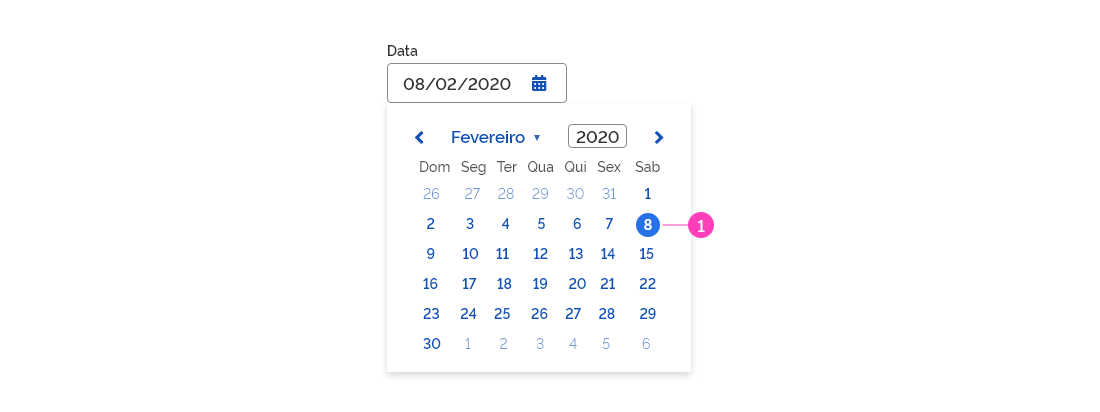 Data
08/02/2020
Fevereiro 2020
Dom Seg Ter Qua Qui Sex Sab
26 27 28 29 30 31 1
2 3 4 5 6 7 8 1
9 10 11 12 13 14 15
16 17 18 19 20 21 22
23 24 25 26 27 28 29
30 1 2 3 4 5 6